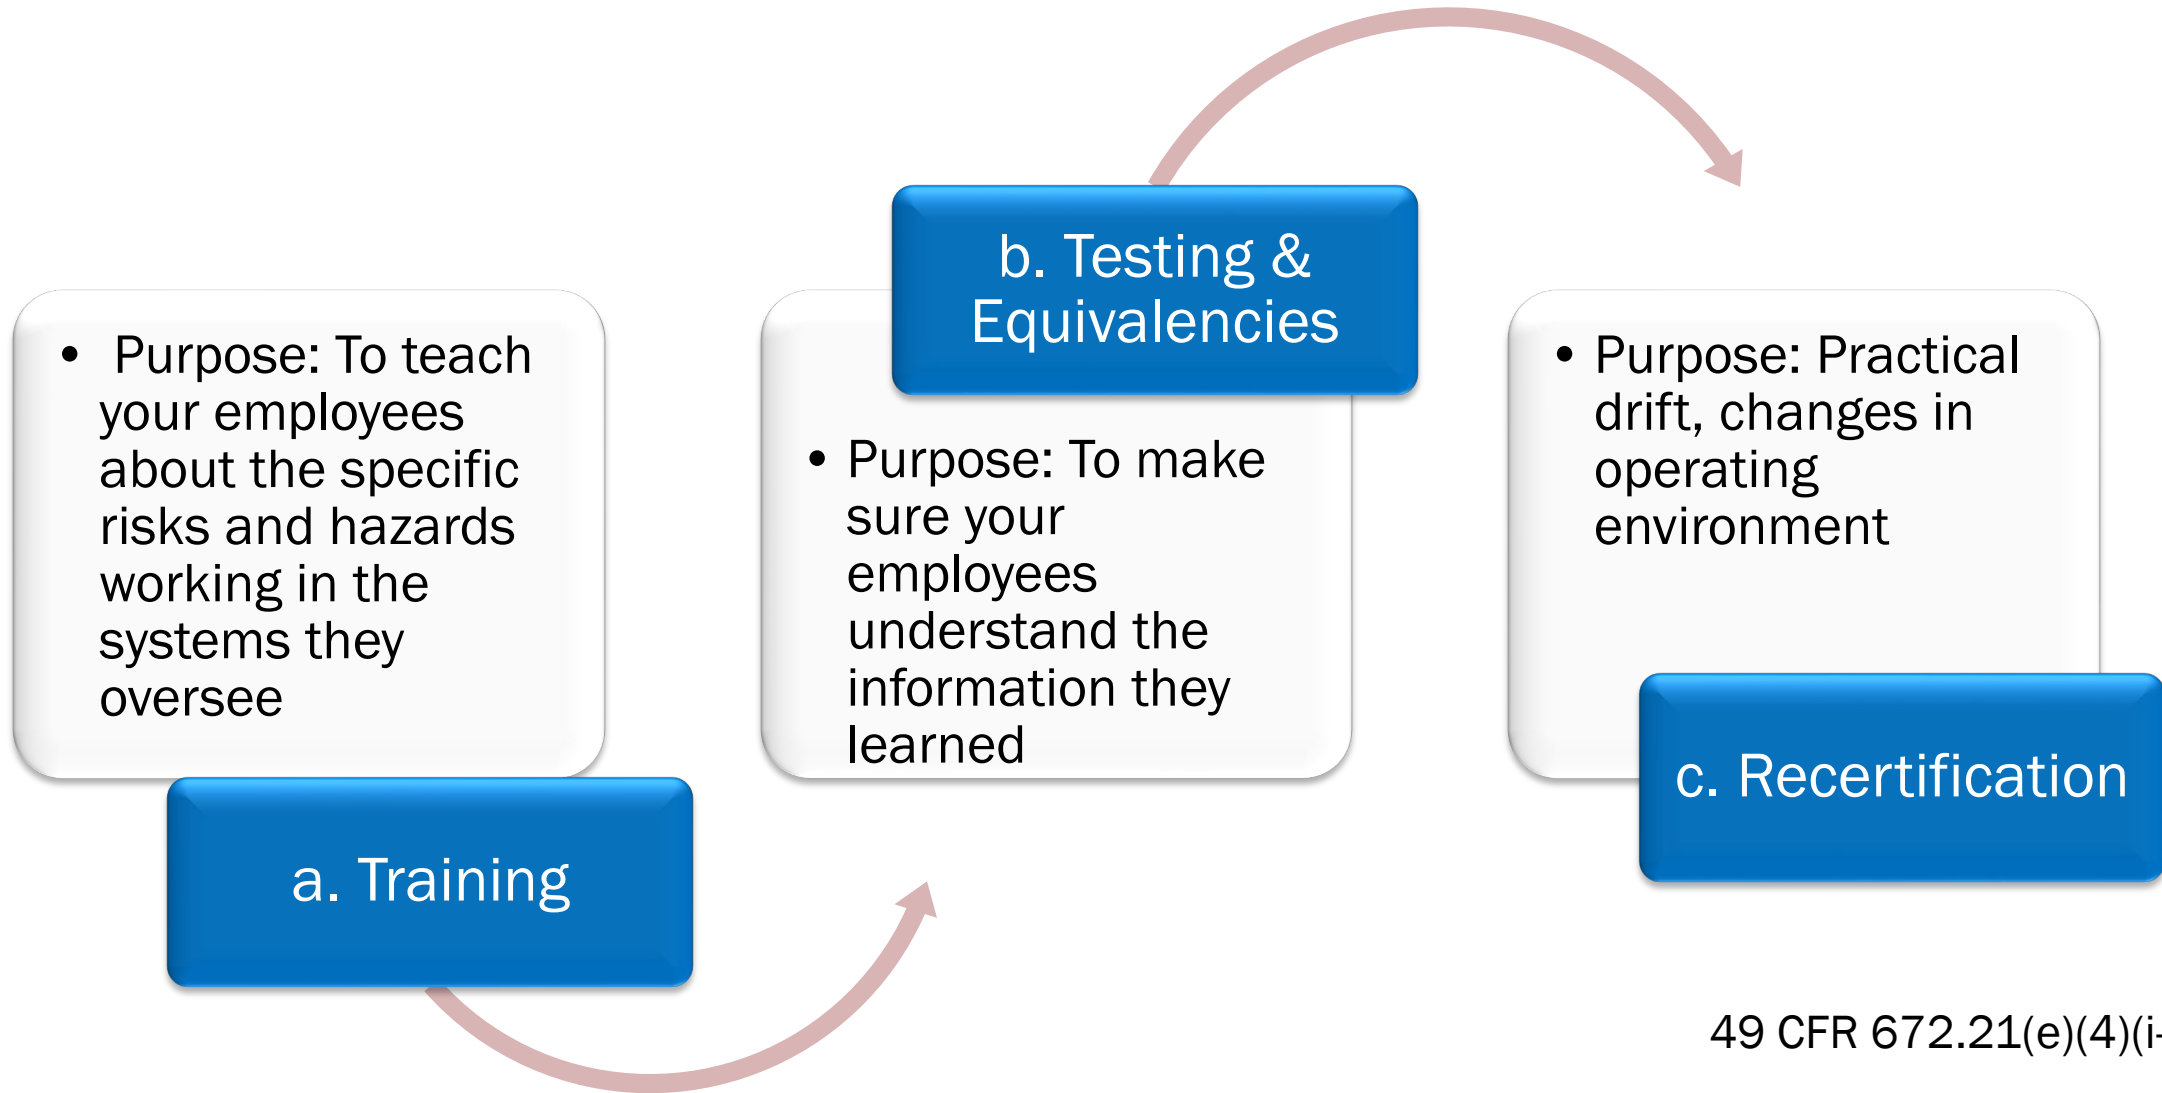 • Purpose: To teach
your employees
about the specific
risks and hazards
working in the
systems they
oversee
a. Training
b. Testing &
Equivalencies
• Purpose: To make
sure your
employees
understand the
information they
learned
• Purpose: Practical
drift, changes in
operating
environment
c. Recertification
49 CFR 672.21(e)(4)(i-